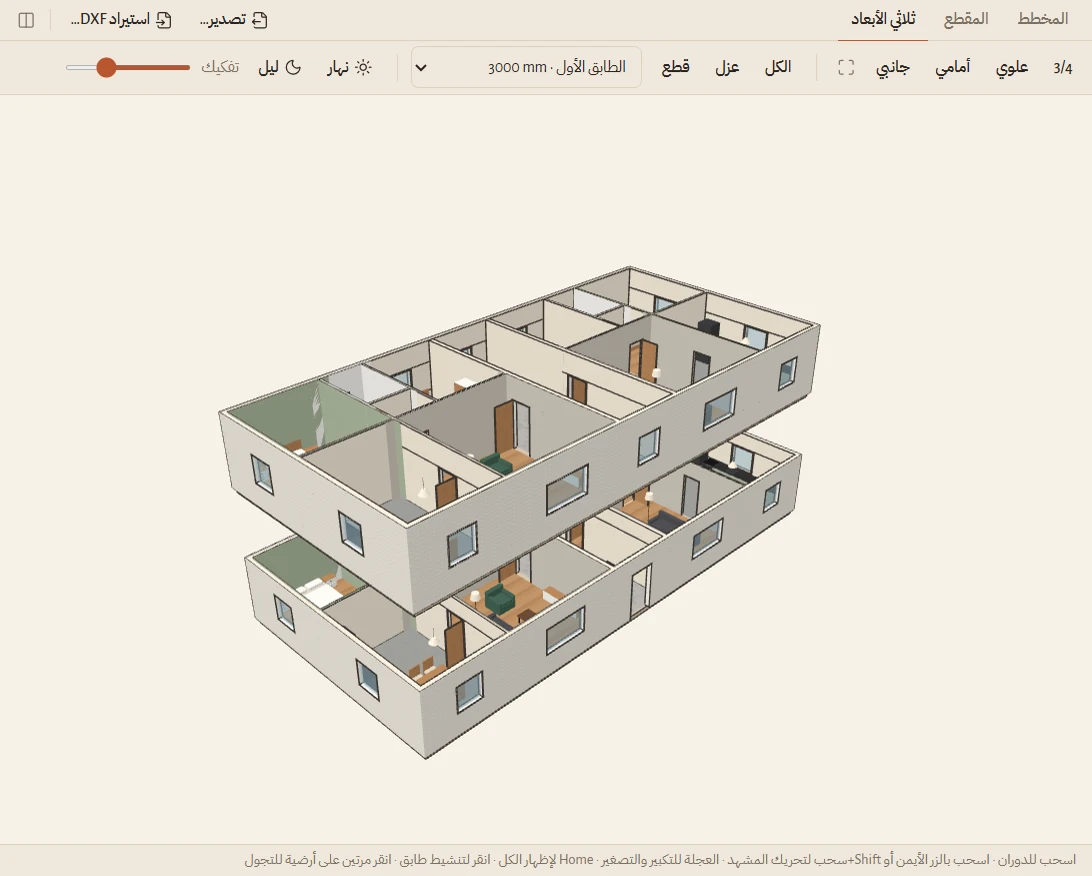 المخطط المقطع ثلاثي الأبعاد تصدير... استيراد DXF...
3/4 علوي أمامي جانبي الكل عزل قطع الطابق الأول · 3000 mm نهار ليل تفكيك
اسحب للدوران · اسحب بالزر الأيمن أو Shift+سحب لتحريك المشهد · العجلة للتكبير والتصغير · Home لإظهار الكل · انقر لتنشيط طابق · انقر مرتين على أرضية للتجول